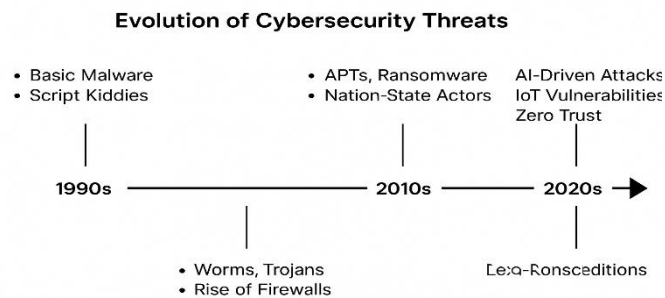 Evolution of Cybersecurity Threats
• Basic Malware
• Script Kiddies
• APTs, Ransomware
• Nation-State Actors
AI-Driven Attacks
IoT Vulnerabilities
Zero Trust
1990s
2010s
2020s
• Worms, Trojans
• Rise of Firewalls